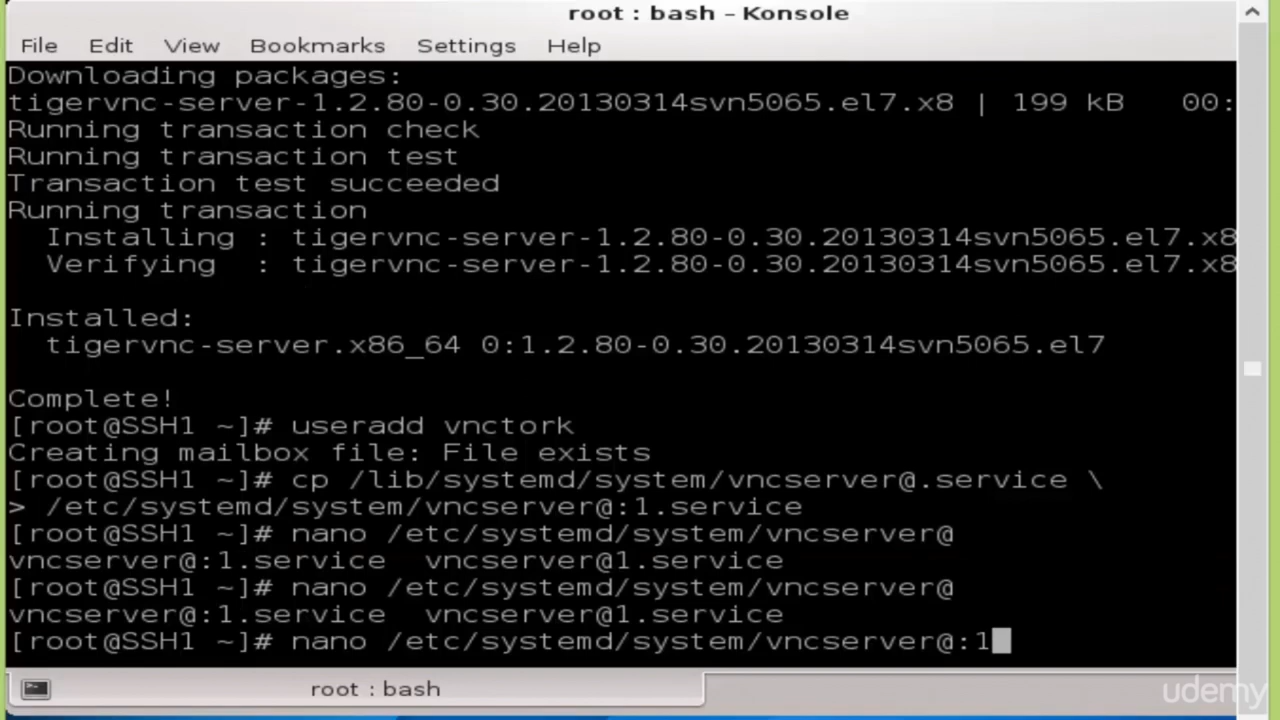 root : bash – Konsole
File Edit View Bookmarks Settings Help
Downloading packages:
tigervnc-server-1.2.80-0.30.20130314svn5065.el7.x8 | 199 kB 00:
Running transaction check
Running transaction test
Transaction test succeeded
Running transaction
Installing : tigervnc-server-1.2.80-0.30.20130314svn5065.el7.x8
Verifying : tigervnc-server-1.2.80-0.30.20130314svn5065.el7.x8
Installed:
tigervnc-server.x86_64 0:1.2.80-0.30.20130314svn5065.el7
Complete!
[root@SSH1 ~]# useradd vnctork
Creating mailbox file: File exists
[root@SSH1 ~]# cp /lib/systemd/system/vncserver@.service \
> /etc/systemd/system/vncserver@:1.service
[root@SSH1 ~]# nano /etc/systemd/system/vncserver@
vncserver@:1.service vncserver@1.service
[root@SSH1 ~]# nano /etc/systemd/system/vncserver@
vncserver@:1.service vncserver@1.service
[root@SSH1 ~]# nano /etc/systemd/system/vncserver@:1
root : bash
udemy